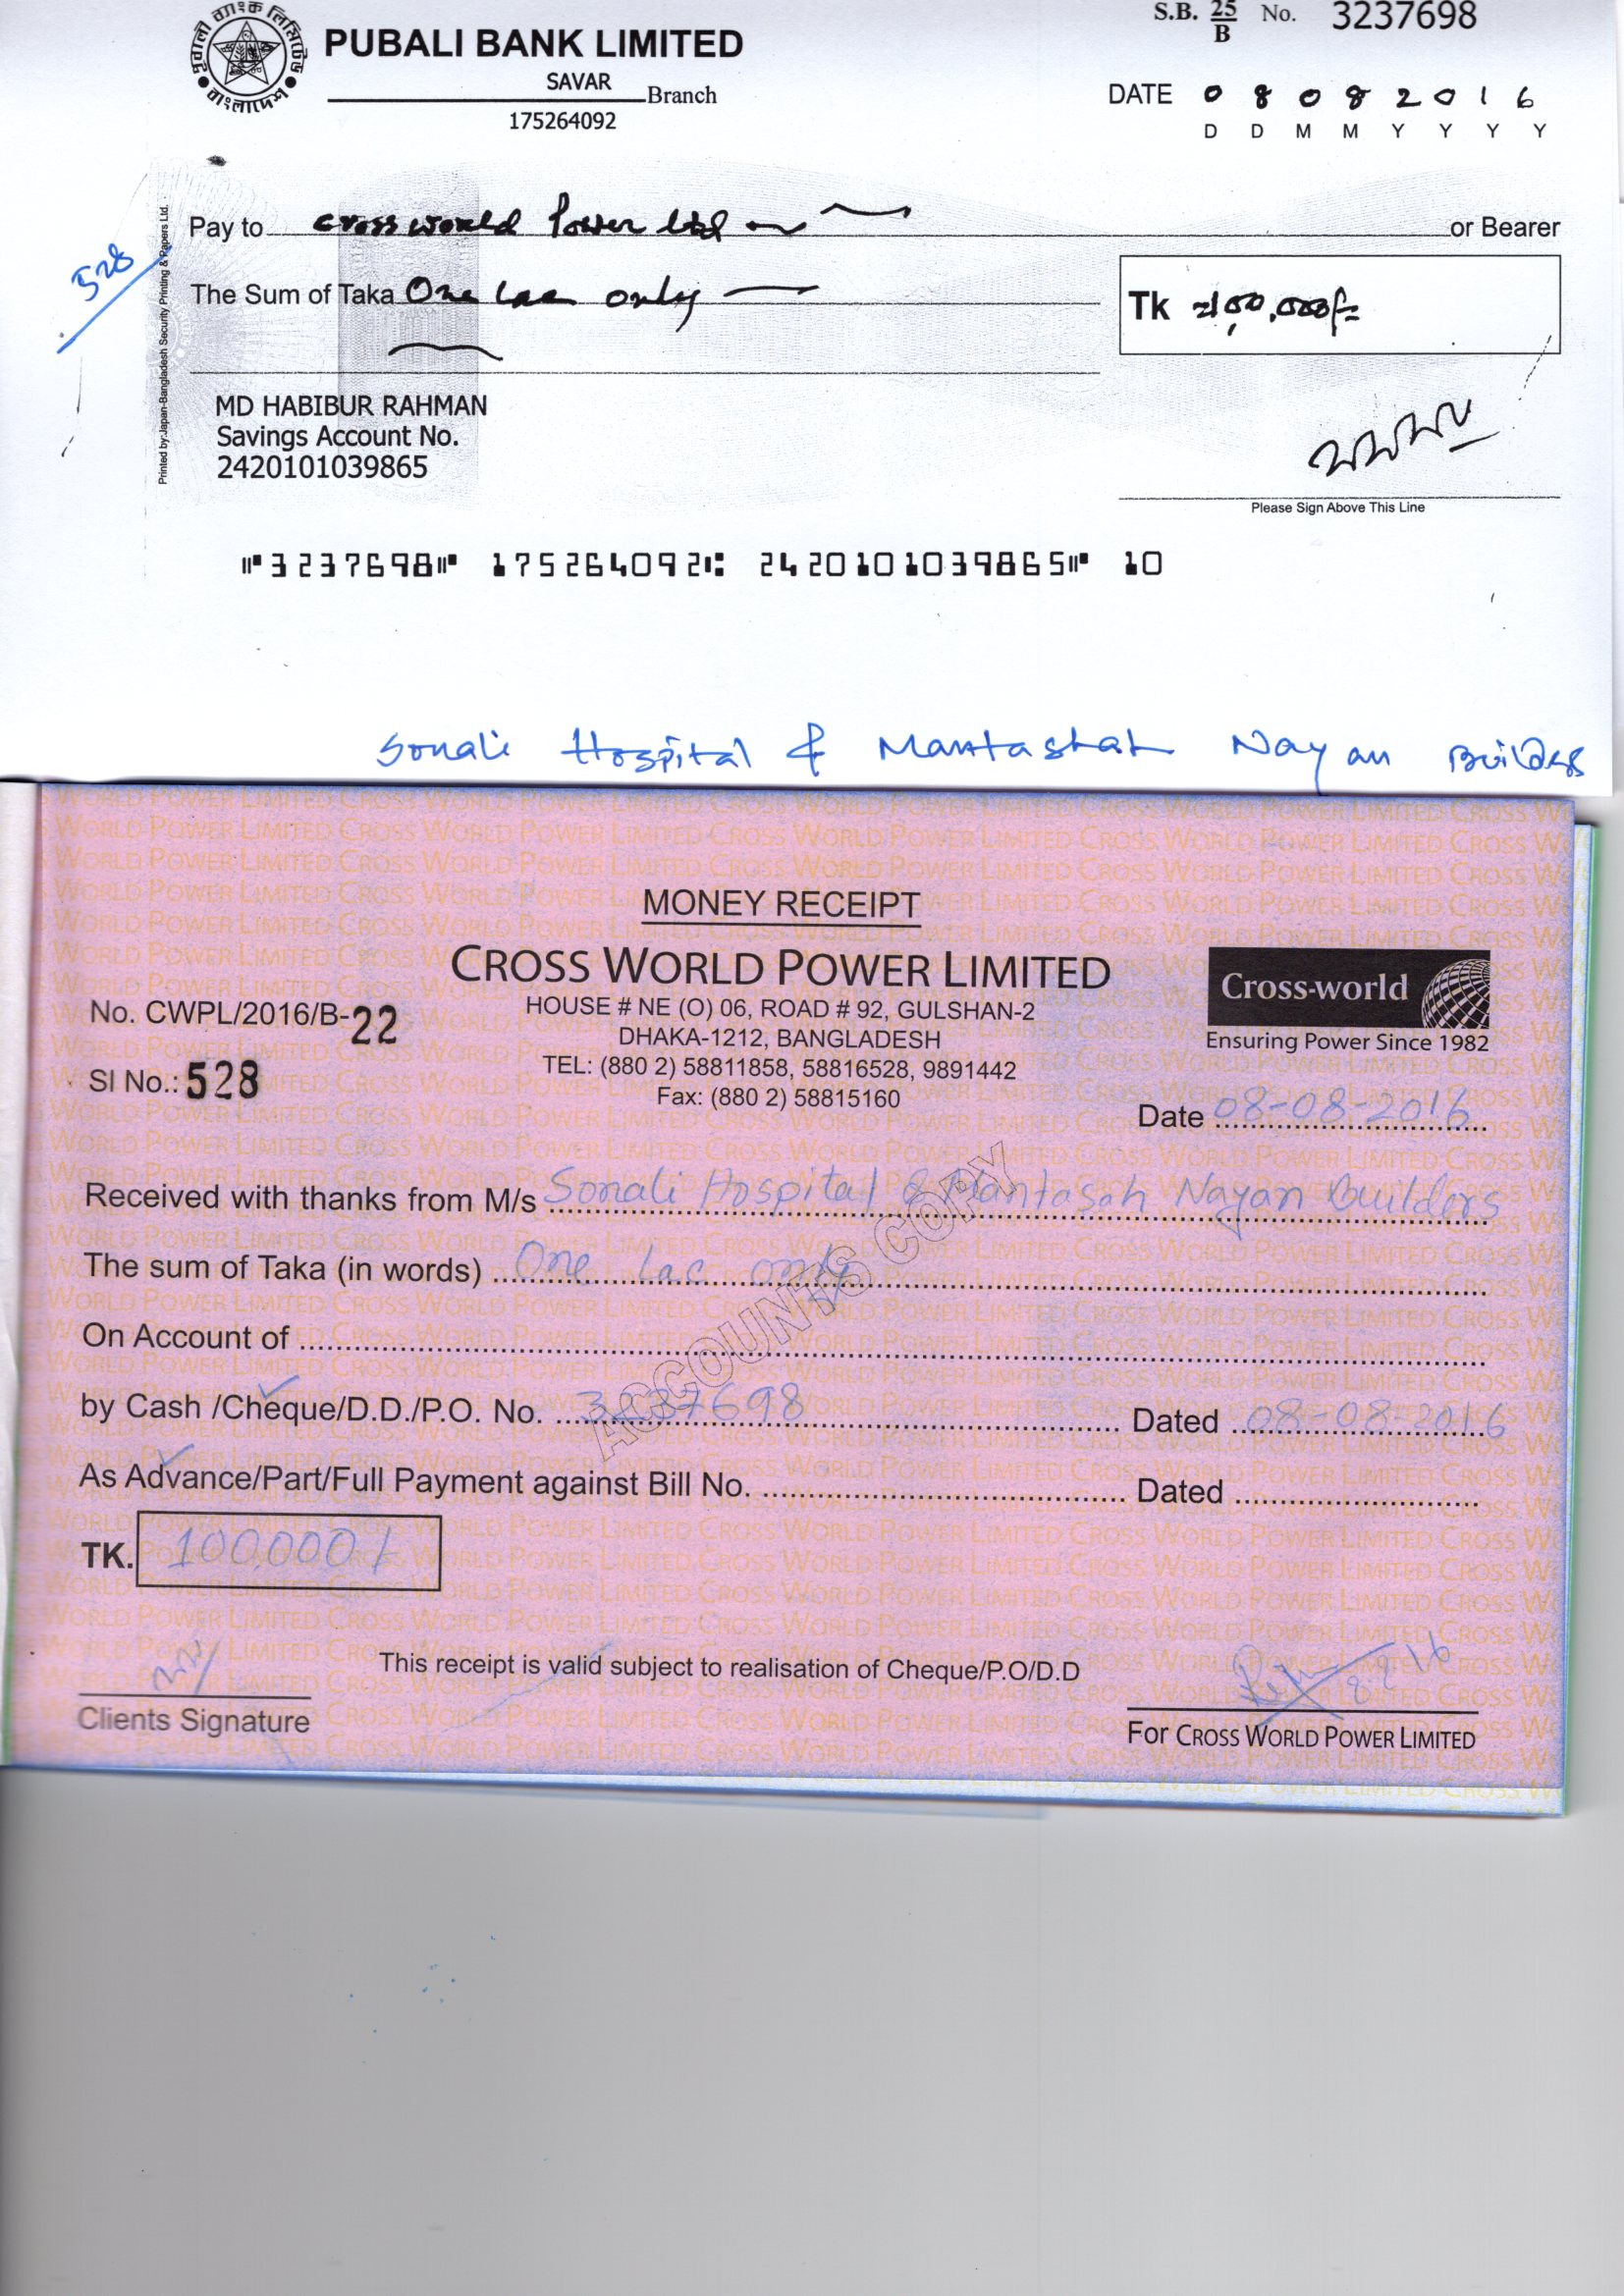 পূবালী ব্যাংক লিমিটেড
বাংলাদেশ
PUBALI BANK LIMITED
SAVAR Branch
175264092
S.B. 25/B No. 3237698
DATE 0 8 0 8 2 0 1 6
D D M M Y Y Y Y
Pay to Cross world Power Ltd or Bearer
528
The Sum of Taka One lac only
Tk =1,00,000/=
Printed by:Japan-Bangladesh Security Printing & Papers Ltd.
MD HABIBUR RAHMAN
Savings Account No.
2420101039865
Please Sign Above This Line
⑈3237698⑈ 175264092⑆ 2420101039865⑈ 10
Sonali Hospital & Mantashah Nayan Builders
MONEY RECEIPT
CROSS WORLD POWER LIMITED
HOUSE # NE (O) 06, ROAD # 92, GULSHAN-2
DHAKA-1212, BANGLADESH
TEL: (880 2) 58811858, 58816528, 9891442
Fax: (880 2) 58815160
No. CWPL/2016/B-22
Sl No.: 528
Cross-world
Ensuring Power Since 1982
Date 08-08-2016
Received with thanks from M/s Sonali Hospital & Mantasah Nayan Builders
The sum of Taka (in words) One lac only
On Account of
by Cash /Cheque/D.D./P.O. No. 3237698 Dated 08-08-2016
As Advance/Part/Full Payment against Bill No. Dated
TK. 100,000/
ACCOUNTS COPY
This receipt is valid subject to realisation of Cheque/P.O/D.D
Clients Signature
For CROSS WORLD POWER LIMITED